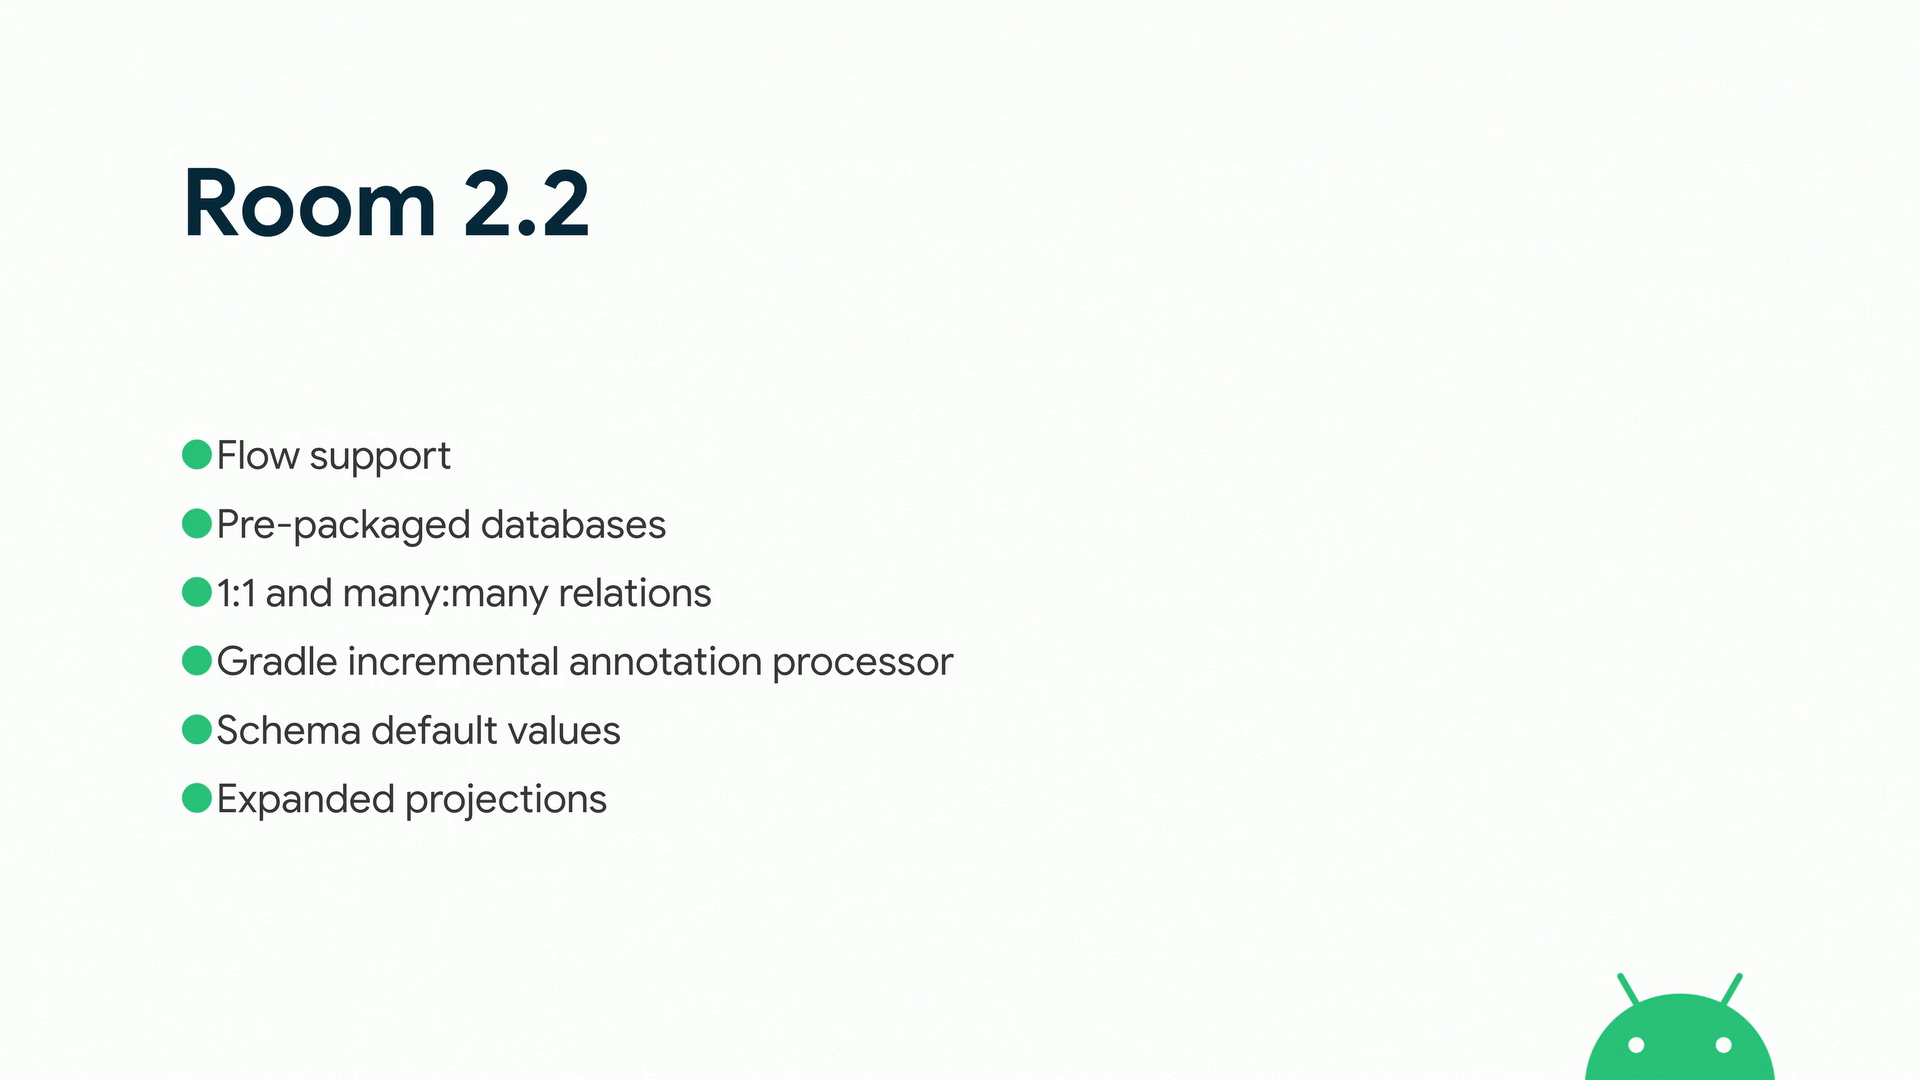 Room 2.2
Flow support
Pre-packaged databases
1:1 and many:many relations
Gradle incremental annotation processor
Schema default values
Expanded projections